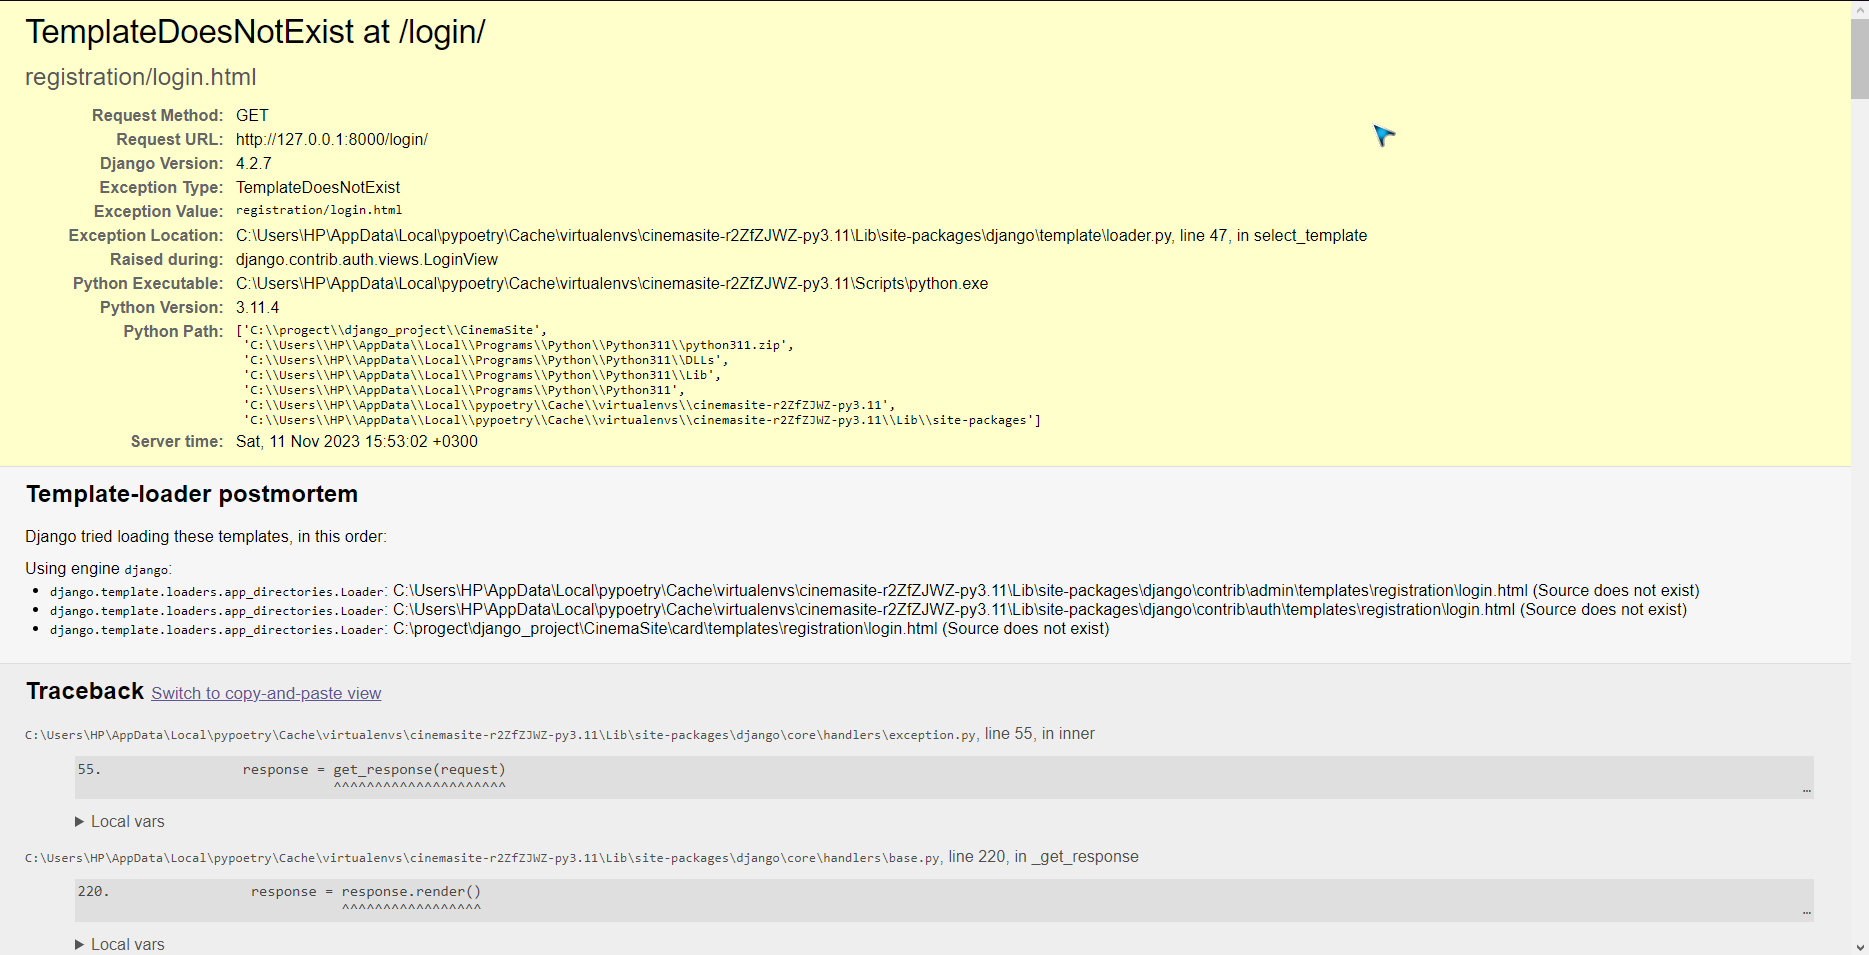 TemplateDoesNotExist at /login/
registration/login.html
Request Method: GET
Request URL: http://127.0.0.1:8000/login/
Django Version: 4.2.7
Exception Type: TemplateDoesNotExist
Exception Value: registration/login.html
Exception Location: C:\Users\HP\AppData\Local\pypoetry\Cache\virtualenvs\cinemasite-r2ZfZJWZ-py3.11\Lib\site-packages\django\template\loader.py, line 47, in select_template
Raised during: django.contrib.auth.views.LoginView
Python Executable: C:\Users\HP\AppData\Local\pypoetry\Cache\virtualenvs\cinemasite-r2ZfZJWZ-py3.11\Scripts\python.exe
Python Version: 3.11.4
Python Path: ['C:\\progect\\django_project\\CinemaSite',
'C:\\Users\\HP\\AppData\\Local\\Programs\\Python\\Python311\\python311.zip',
'C:\\Users\\HP\\AppData\\Local\\Programs\\Python\\Python311\\DLLs',
'C:\\Users\\HP\\AppData\\Local\\Programs\\Python\\Python311\\Lib',
'C:\\Users\\HP\\AppData\\Local\\Programs\\Python\\Python311',
'C:\\Users\\HP\\AppData\\Local\\pypoetry\\Cache\\virtualenvs\\cinemasite-r2ZfZJWZ-py3.11',
'C:\\Users\\HP\\AppData\\Local\\pypoetry\\Cache\\virtualenvs\\cinemasite-r2ZfZJWZ-py3.11\\Lib\\site-packages']
Server time: Sat, 11 Nov 2023 15:53:02 +0300
Template-loader postmortem
Django tried loading these templates, in this order:
Using engine django:
• django.template.loaders.app_directories.Loader: C:\Users\HP\AppData\Local\pypoetry\Cache\virtualenvs\cinemasite-r2ZfZJWZ-py3.11\Lib\site-packages\django\contrib\admin\templates\registration\login.html (Source does not exist)
• django.template.loaders.app_directories.Loader: C:\Users\HP\AppData\Local\pypoetry\Cache\virtualenvs\cinemasite-r2ZfZJWZ-py3.11\Lib\site-packages\django\contrib\auth\templates\registration\login.html (Source does not exist)
• django.template.loaders.app_directories.Loader: C:\progect\django_project\CinemaSite\card\templates\registration\login.html (Source does not exist)
Traceback Switch to copy-and-paste view
C:\Users\HP\AppData\Local\pypoetry\Cache\virtualenvs\cinemasite-r2ZfZJWZ-py3.11\Lib\site-packages\django\core\handlers\exception.py, line 55, in inner
55. response = get_response(request)
^^^^^^^^^^^^^^^^^^^^^ …
▶ Local vars
C:\Users\HP\AppData\Local\pypoetry\Cache\virtualenvs\cinemasite-r2ZfZJWZ-py3.11\Lib\site-packages\django\core\handlers\base.py, line 220, in _get_response
220. response = response.render()
^^^^^^^^^^^^^^^^^ …
▶ Local vars